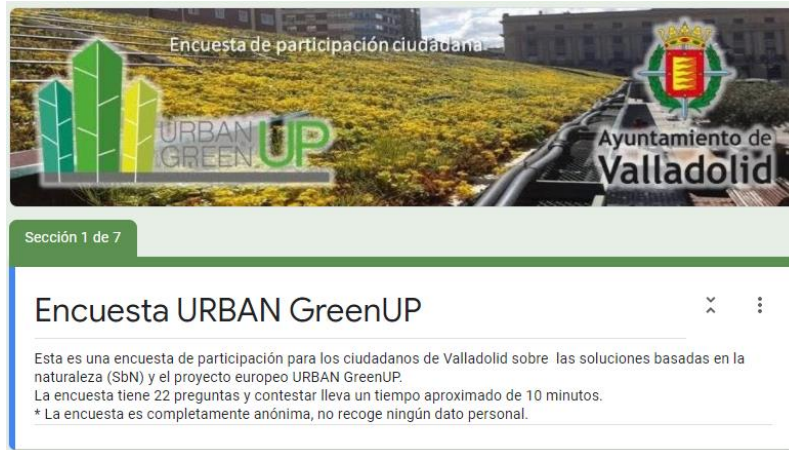 Encuesta de participación ciudadana.
URBAN
GREEN UP
Ayuntamiento de
Valladolid
Sección 1 de 7
Encuesta URBAN GreenUP
Esta es una encuesta de participación para los ciudadanos de Valladolid sobre las soluciones basadas en la
naturaleza (SbN) y el proyecto europeo URBAN GreenUP.
La encuesta tiene 22 preguntas y contestar lleva un tiempo aproximado de 10 minutos.
* La encuesta es completamente anónima, no recoge ningún dato personal.